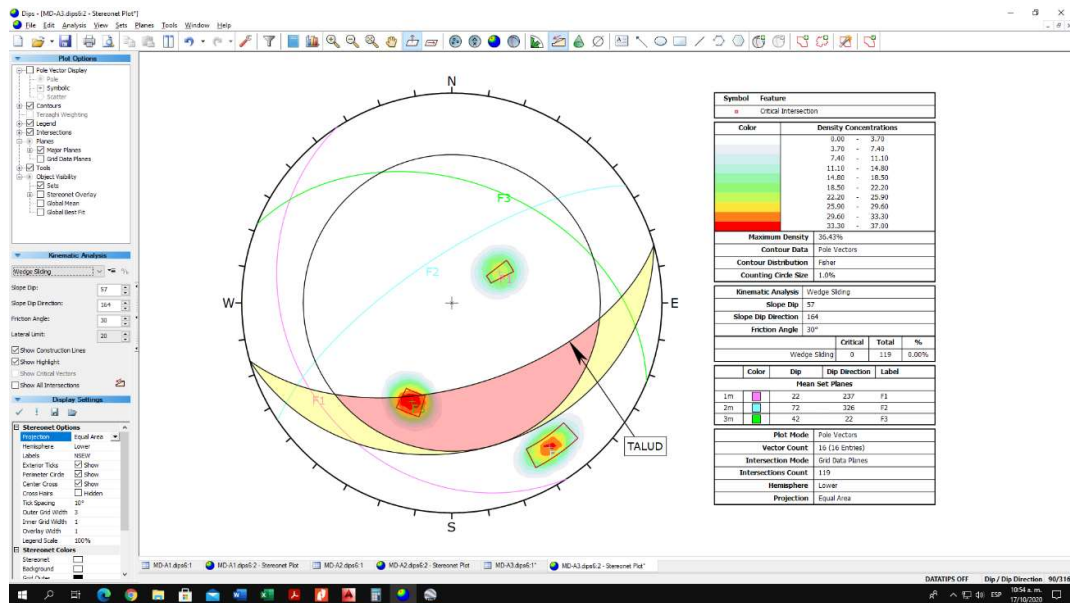 Dips - [MD-A3.dips6:2 - Stereonet Plot*]
File Edit Analysis View Sets Planes Tools Window Help
Plot Options
Pole Vector Display
Pole
Symbolic
Scatter
Contours
Terzaghi Weighting
Legend
Intersections
Planes
Major Planes
Grid Data Planes
Tools
Object Visibility
Sets
Stereonet Overlay
Global Mean
Global Best Fit
Kinematic Analysis
Wedge Sliding
Slope Dip: 57
Slope Dip Direction: 164
Friction Angle: 30
Lateral Limit: 20
Show Construction Lines
Show Highlight
Show Critical Vectors
Show All Intersections
Display Settings
Stereonet Options
Projection Equal Area
Hemisphere Lower
Labels NSEW
Exterior Ticks Show
Perimeter Circle Show
Center Cross Show
Cross Hairs Hidden
Tick Spacing 10°
Outer Grid Width 3
Inner Grid Width 1
Overlay Width 1
Legend Scale 100%
Stereonet Colors
Stereonet
Background
Grid Outer
N
F3
F2
W
E
F1
TALUD
S
Symbol Feature
Critical Intersection
Color Density Concentrations
0.00 - 3.70
3.70 - 7.40
7.40 - 11.10
11.10 - 14.80
14.80 - 18.50
18.50 - 22.20
22.20 - 25.90
25.90 - 29.60
29.60 - 33.30
33.30 - 37.00
Maximum Density 36.43%
Contour Data Pole Vectors
Contour Distribution Fisher
Counting Circle Size 1.0%
Kinematic Analysis Wedge Sliding
Slope Dip 57
Slope Dip Direction 164
Friction Angle 30°
Critical Total %
Wedge Sliding 0 119 0.00%
Color Dip Dip Direction Label
Mean Set Planes
1m 22 237 F1
2m 72 326 F2
3m 42 22 F3
Plot Mode Pole Vectors
Vector Count 16 (16 Entries)
Intersection Mode Grid Data Planes
Intersections Count 119
Hemisphere Lower
Projection Equal Area
MD-A1.dips6:1 MD-A1.dips6:2 - Stereonet Plot MD-A2.dips6:1 MD-A2.dips6:2 - Stereonet Plot MD-A3.dips6:1* MD-A3.dips6:2 - Stereonet Plot*
DATATIPS OFF Dip / Dip Direction 90/316
ESP 10:54 a. m.
17/10/2020